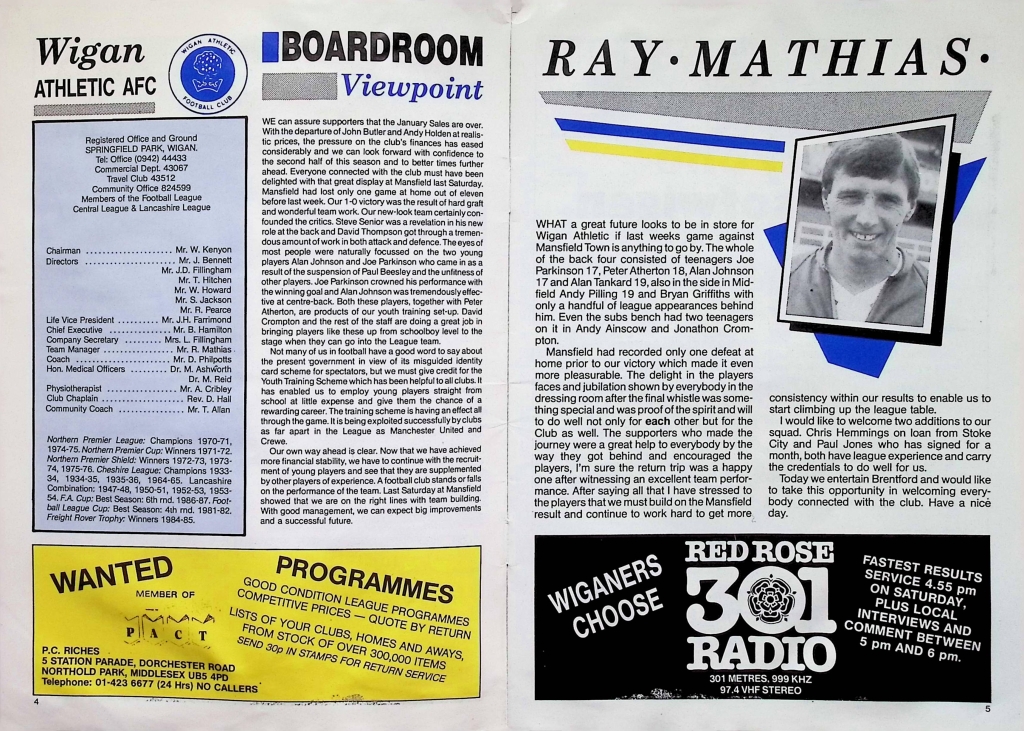 Wigan
ATHLETIC AFC
WIGAN ATHLETIC
FOOTBALL CLUB
Registered Office and Ground
SPRINGFIELD PARK, WIGAN.
Tel: Office (0942) 44433
Commercial Dept. 43067
Travel Club 43512
Community Office 824599
Members of the Football League
Central League & Lancashire League
Chairman ........................ Mr. W. Kenyon
Directors ........................ Mr. J. Bennett
Mr. J.D. Fillingham
Mr. T. Hitchen
Mr. W. Howard
Mr. S. Jackson
Mr. R. Pearce
Life Vice President .......... Mr. J.H. Farrimond
Chief Executive .............. Mr. B. Hamilton
Company Secretary ......... Mrs. L. Fillingham
Team Manager ................ Mr. R. Mathias
Coach .......................... Mr. D. Philpotts
Hon. Medical Officers ....... Dr. M. Ashworth
Dr. M. Reid
Physiotherapist ............... Mr. A. Cribley
Club Chaplain .................. Rev. D. Hall
Community Coach ............... Mr. T. Allan
Northern Premier League: Champions 1970-71,
1974-75. Northern Premier Cup: Winners 1971-72.
Northern Premier Shield: Winners 1972-73, 1973-
74, 1975-76. Cheshire League: Champions 1933-
34, 1934-35, 1935-36, 1964-65. Lancashire
Combination: 1947-48, 1950-51, 1952-53, 1953-
54. F.A. Cup: Best Season: 6th rnd. 1986-87. Foot-
ball League Cup: Best Season: 4th rnd. 1981-82.
Freight Rover Trophy: Winners 1984-85.
BOARDROOM
Viewpoint
WE can assure supporters that the January Sales are over.
With the departure of John Butler and Andy Holden at realis-
tic prices, the pressure on the club's finances has eased
considerably and we can look forward with confidence to
the second half of this season and to better times further
ahead. Everyone connected with the club must have been
delighted with that great display at Mansfield last Saturday.
Mansfield had lost only one game at home out of eleven
before last week. Our 1-0 victory was the result of hard graft
and wonderful team work. Our new-look team certainly con-
founded the critics. Steve Senior was a revelation in his new
role at the back and David Thompson got through a tremen-
dous amount of work in both attack and defence. The eyes of
most people were naturally focussed on the two young
players Alan Johnson and Joe Parkinson who came in as a
result of the suspension of Paul Beesley and the unfitness of
other players. Joe Parkinson crowned his performance with
the winning goal and Alan Johnson was tremendously effec-
tive at centre-back. Both these players, together with Peter
Atherton, are products of our youth training set-up. David
Crompton and the rest of the staff are doing a great job in
bringing players like these up from schoolboy level to the
stage when they can go into the League team.
Not many of us in football have a good word to say about
the present government in view of its misguided identity
card scheme for spectators, but we must give credit for the
Youth Training Scheme which has been helpful to all clubs. It
has enabled us to employ young players straight from
school at little expense and give them the chance of a
rewarding career. The training scheme is having an effect all
through the game. It is being exploited successfully by clubs
as far apart in the League as Manchester United and
Crewe.
Our own way ahead is clear. Now that we have achieved
more financial stability, we have to continue with the recruit-
ment of young players and see that they are supplemented
by other players of experience. A football club stands or falls
on the performance of the team. Last Saturday at Mansfield
showed that we are on the right lines with team building.
With good management, we can expect big improvements
and a successful future.
WANTED
MEMBER OF
PACT
P.C. RICHES
5 STATION PARADE, DORCHESTER ROAD
NORTHOLD PARK, MIDDLESEX UB5 4PD
Telephone: 01-423 6677 (24 Hrs) NO CALLERS
PROGRAMMES
GOOD CONDITION LEAGUE PROGRAMMES
COMPETITIVE PRICES — QUOTE BY RETURN
LISTS OF YOUR CLUBS, HOMES AND AWAYS,
FROM STOCK OF OVER 300,000 ITEMS
SEND 30p IN STAMPS FOR RETURN SERVICE
4
RAY·MATHIAS·
WHAT a great future looks to be in store for
Wigan Athletic if last weeks game against
Mansfield Town is anything to go by. The whole
of the back four consisted of teenagers Joe
Parkinson 17, Peter Atherton 18, Alan Johnson
17 and Alan Tankard 19, also in the side in Mid-
field Andy Pilling 19 and Bryan Griffiths with
only a handful of league appearances behind
him. Even the subs bench had two teenagers
on it in Andy Ainscow and Jonathon Crom-
pton.
Mansfield had recorded only one defeat at
home prior to our victory which made it even
more pleasurable. The delight in the players
faces and jubilation shown by everybody in the
dressing room after the final whistle was some-
thing special and was proof of the spirit and will
to do well not only for each other but for the
Club as well. The supporters who made the
journey were a great help to everybody by the
way they got behind and encouraged the
players, I'm sure the return trip was a happy
one after witnessing an excellent team perfor-
mance. After saying all that I have stressed to
the players that we must build on the Mansfield
result and continue to work hard to get more
consistency within our results to enable us to
start climbing up the league table.
I would like to welcome two additions to our
squad. Chris Hemmings on loan from Stoke
City and Paul Jones who has signed for a
month, both have league experience and carry
the credentials to do well for us.
Today we entertain Brentford and would like
to take this opportunity in welcoming every-
body connected with the club. Have a nice
day.
WIGANERS
CHOOSE
RED ROSE
301
RADIO
301 METRES. 999 KHZ
97.4 VHF STEREO
FASTEST RESULTS
SERVICE 4.55 pm
ON SATURDAY,
PLUS LOCAL
INTERVIEWS AND
COMMENT BETWEEN
5 pm AND 6 pm.
5